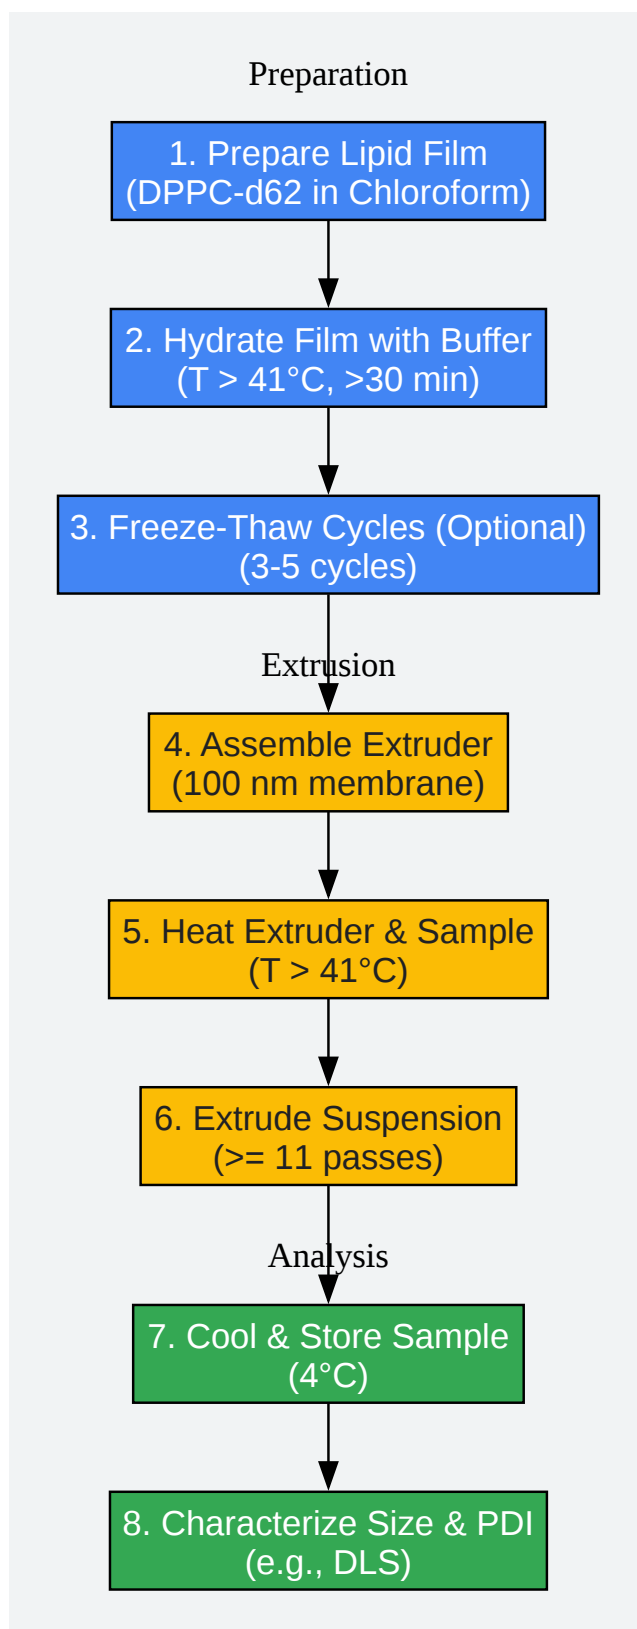 Preparation
1. Prepare Lipid Film
(DPPC-d62 in Chloroform)
2. Hydrate Film with Buffer
(T > 41°C, >30 min)
3. Freeze-Thaw Cycles (Optional)
(3-5 cycles)
Extrusion
4. Assemble Extruder
(100 nm membrane)
5. Heat Extruder & Sample
(T > 41°C)
6. Extrude Suspension
(>= 11 passes)
Analysis
7. Cool & Store Sample
(4°C)
8. Characterize Size & PDI
(e.g., DLS)